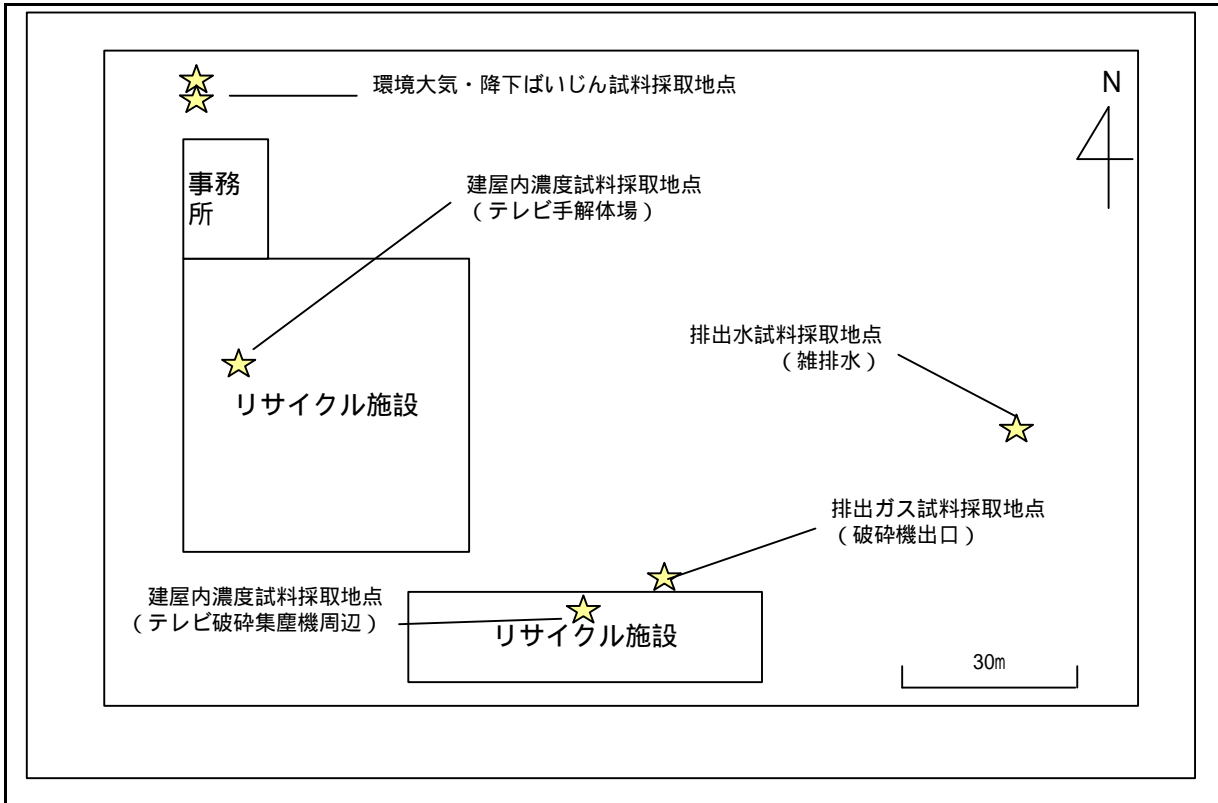 環境大気・降下ばいじん試料採取地点
N
事務
所
建屋内濃度試料採取地点
(テレビ手解体場)
排出水試料採取地点
(雑排水)
リサイクル施設
排出ガス試料採取地点
(破砕機出口)
建屋内濃度試料採取地点
(テレビ破砕集塵機周辺)
リサイクル施設
30m